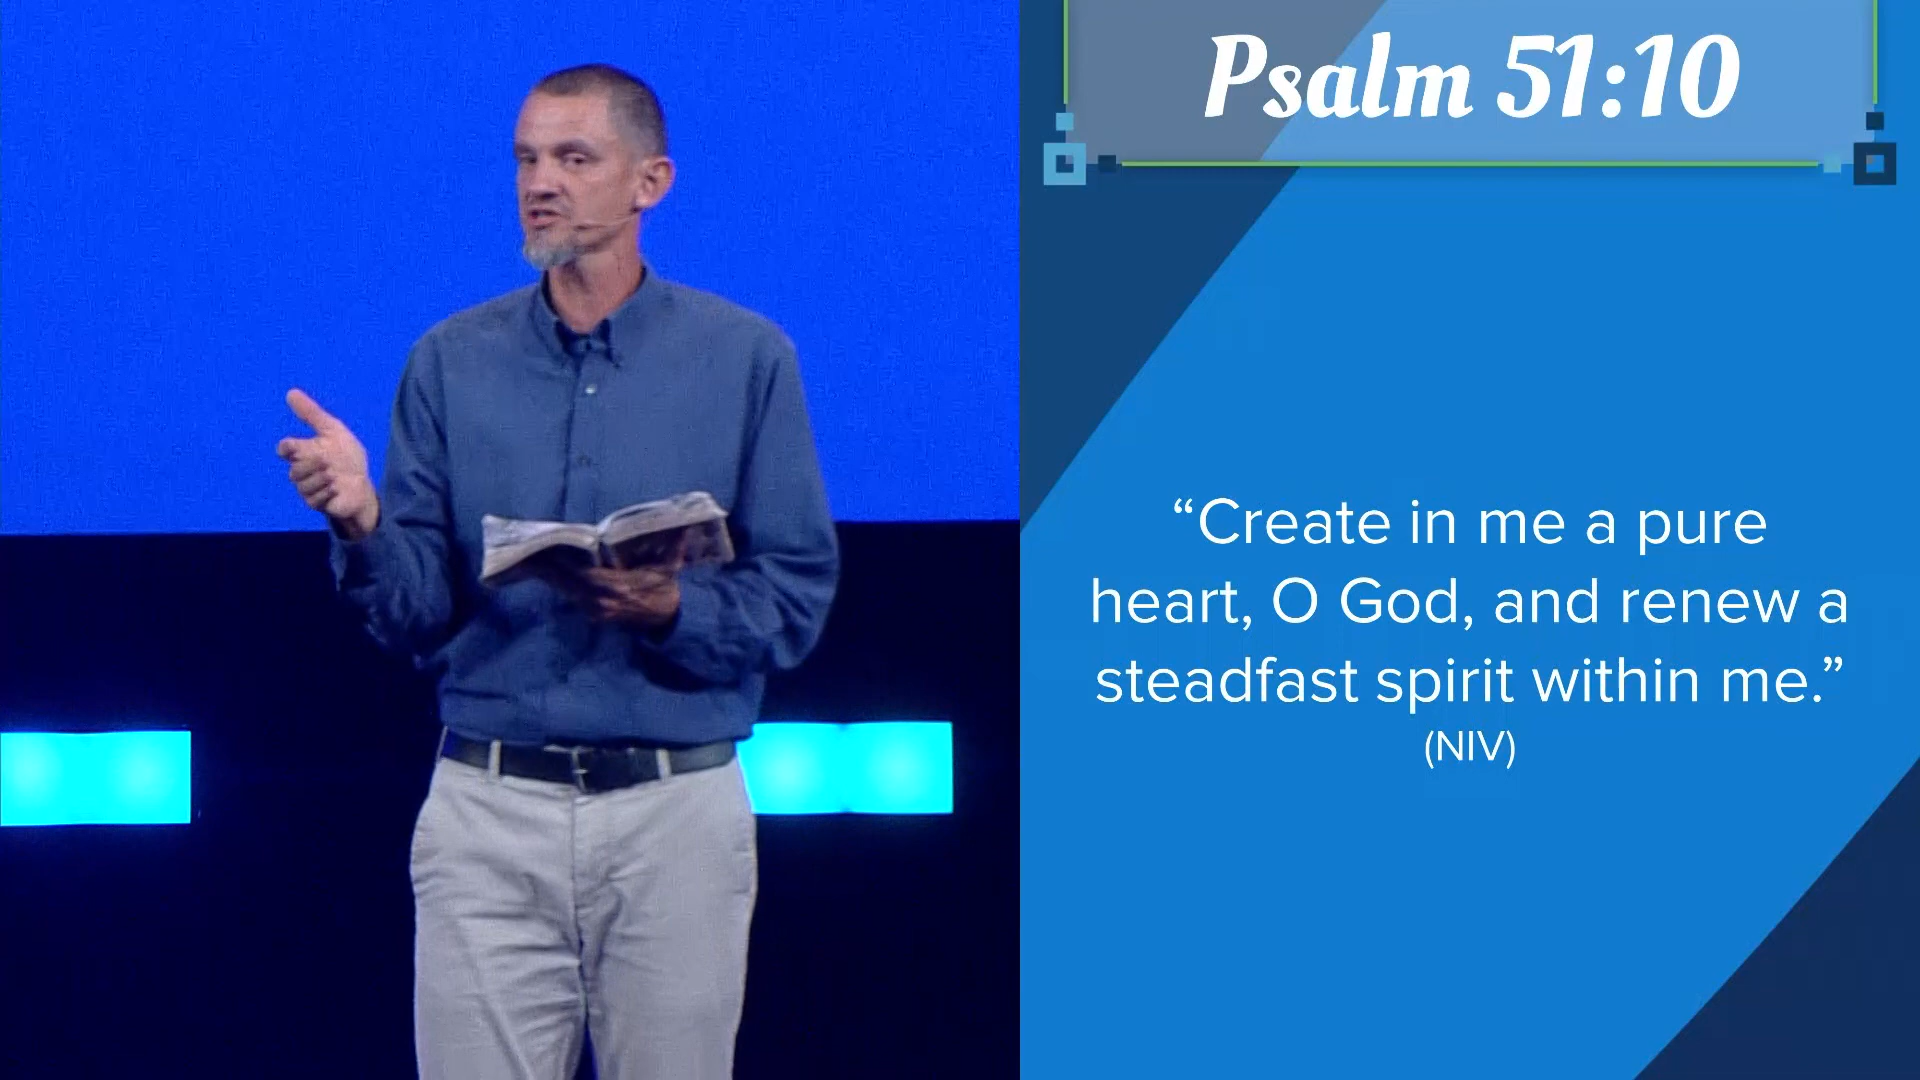 Psalm 51:10
“Create in me a pure
heart, O God, and renew a
steadfast spirit within me.”
(NIV)